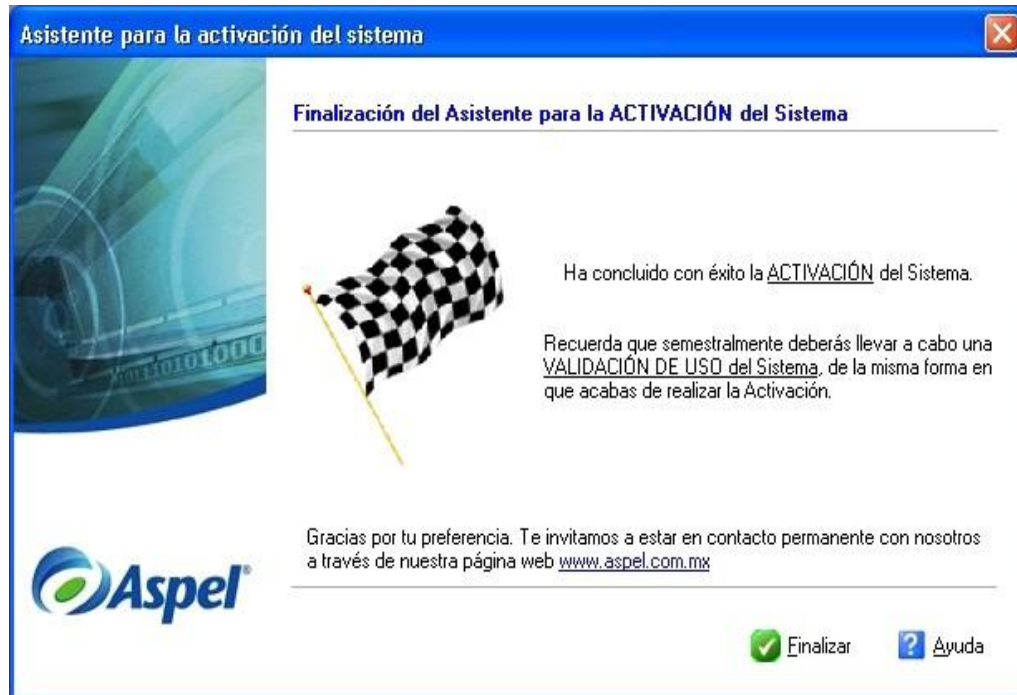 Asistente para la activación del sistema
Finalización del Asistente para la ACTIVACIÓN del Sistema
Ha concluido con éxito la ACTIVACIÓN del Sistema.
Recuerda que semestralmente deberás llevar a cabo una
VALIDACIÓN DE USO del Sistema, de la misma forma en
que acabas de realizar la Activación.
Gracias por tu preferencia. Te invitamos a estar en contacto permanente con nosotros
a través de nuestra página web www.aspel.com.mx
Aspel®
Finalizar
Ayuda